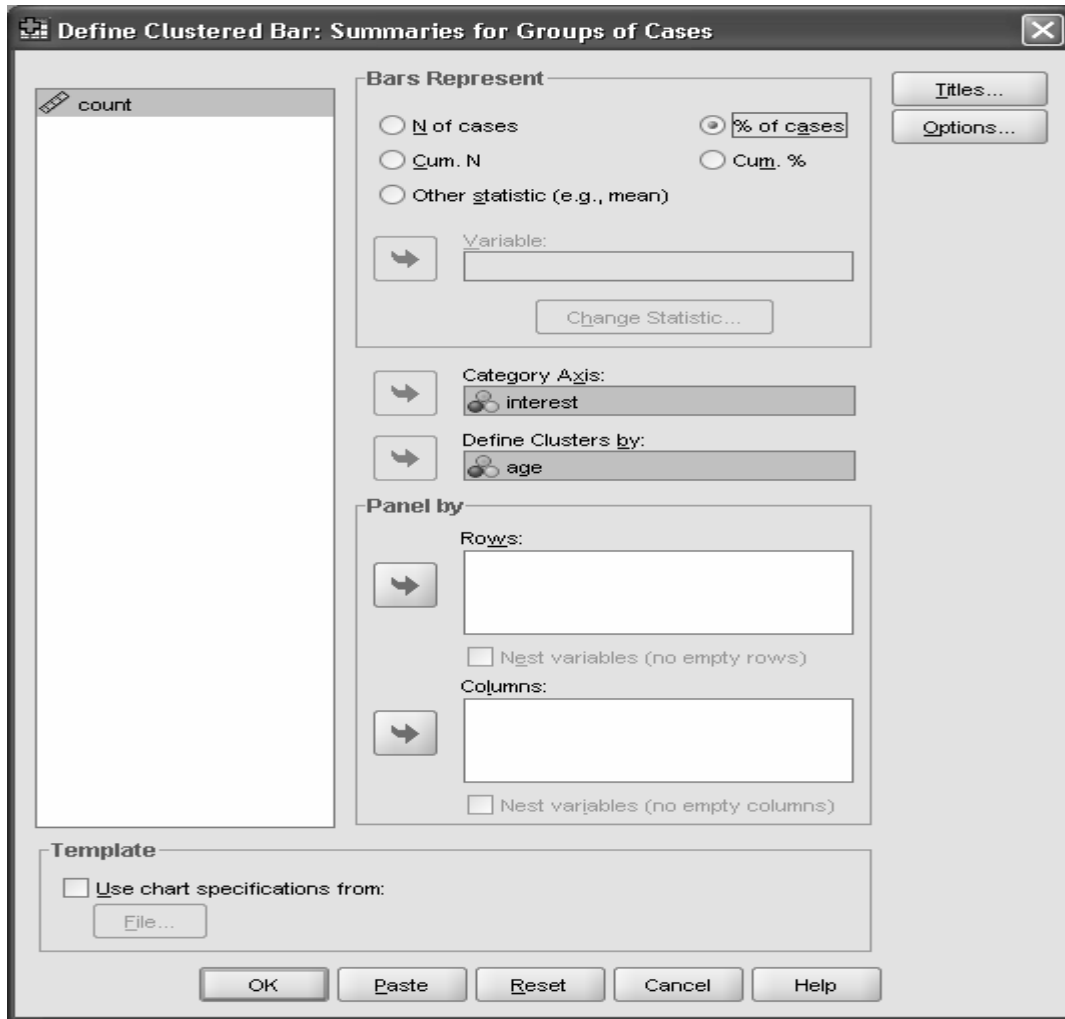 Define Clustered Bar: Summaries for Groups of Cases
count
Bars Represent
N of cases
% of cases
Cum. N
Cum. %
Other statistic (e.g., mean)
Variable:
Change Statistic...
Category Axis:
interest
Define Clusters by:
age
Panel by
Rows:
Nest variables (no empty rows)
Columns:
Nest variables (no empty columns)
Titles...
Options...
Template
Use chart specifications from:
File...
OK
Paste
Reset
Cancel
Help